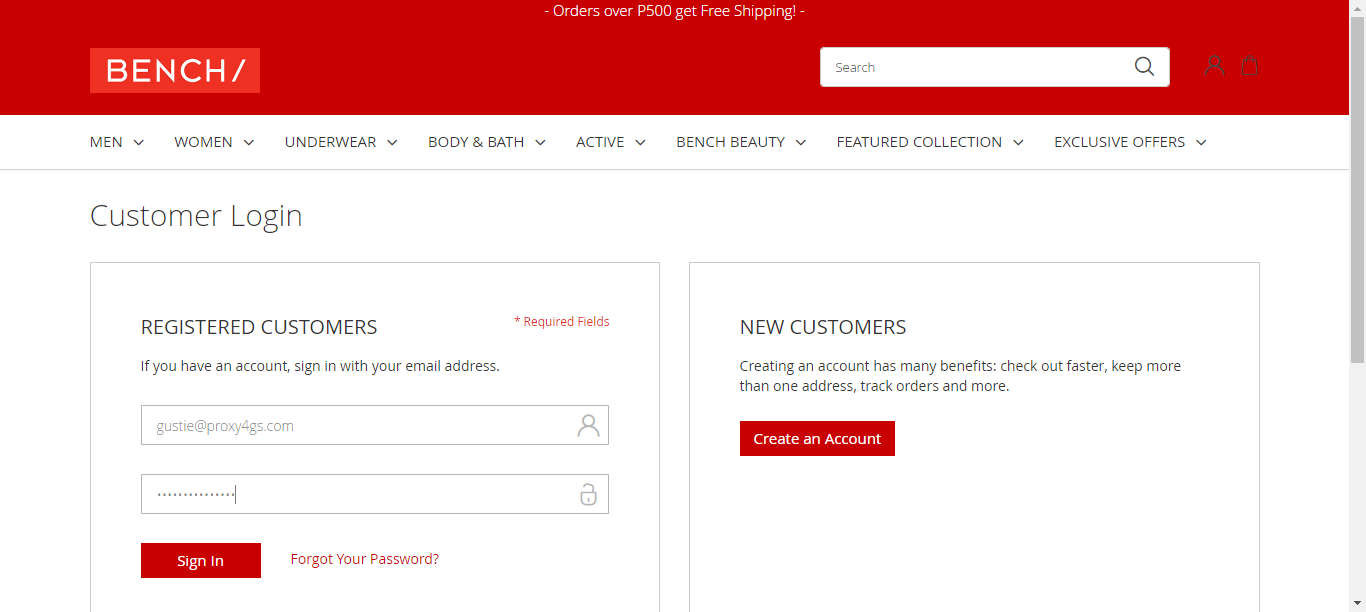 - Orders over P500 get Free Shipping! -
BENCH/
Search
MEN WOMEN UNDERWEAR BODY & BATH ACTIVE BENCH BEAUTY FEATURED COLLECTION EXCLUSIVE OFFERS
Customer Login
REGISTERED CUSTOMERS
* Required Fields
If you have an account, sign in with your email address.
gustie@proxy4gs.com
Sign In
Forgot Your Password?
NEW CUSTOMERS
Creating an account has many benefits: check out faster, keep more
than one address, track orders and more.
Create an Account